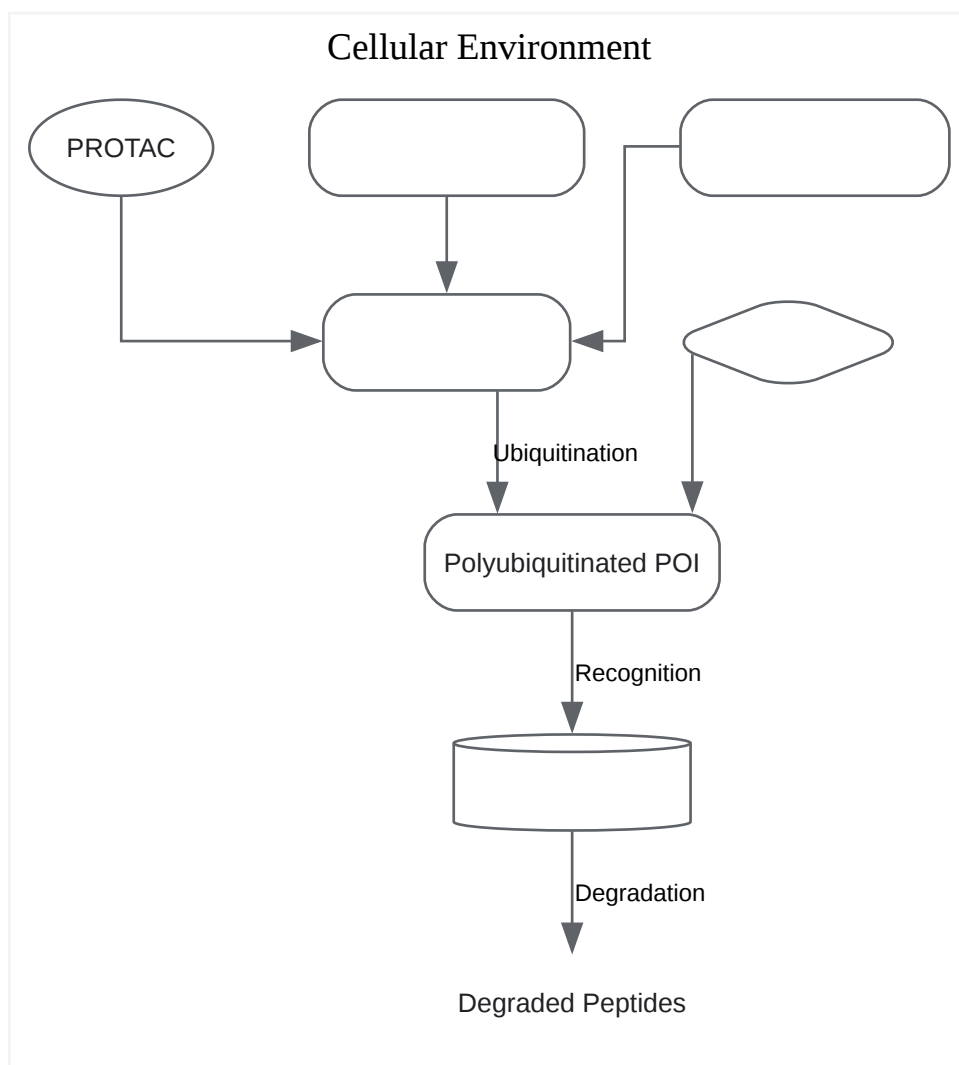 Cellular Environment
PROTAC
Ubiquitination
Polyubiquitinated POI
Recognition
Degradation
Degraded Peptides